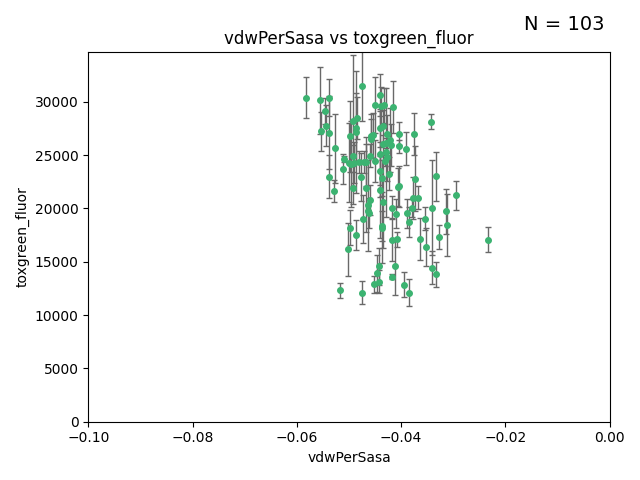 N = 103
vdwPerSasa vs toxgreen_fluor
30000
25000
20000
15000
10000
5000
0
toxgreen_fluor
−0.10 −0.08 −0.06 −0.04 −0.02 0.00
vdwPerSasa